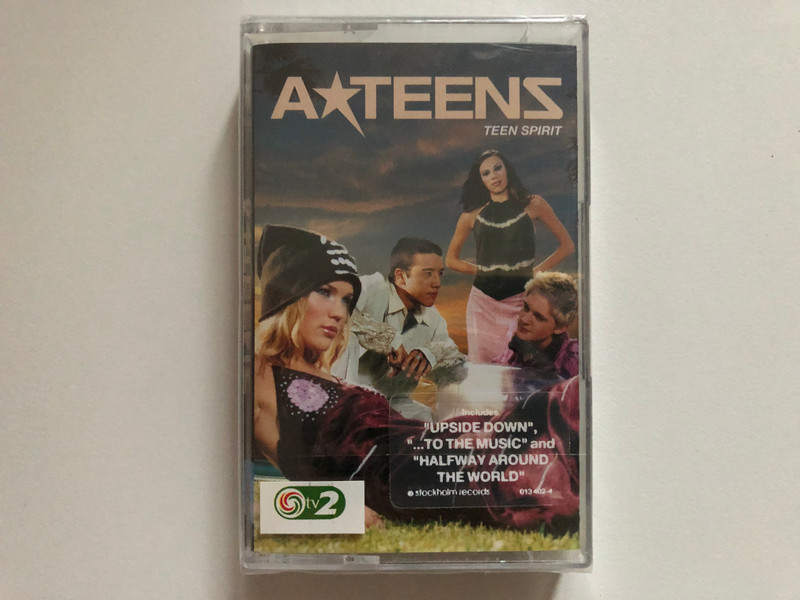 A★TEENS
TEEN SPIRIT
Includes
"UPSIDE DOWN",
"...TO THE MUSIC" and
"HALFWAY AROUND
THE WORLD"
stockholm records 013 402-4
tv2